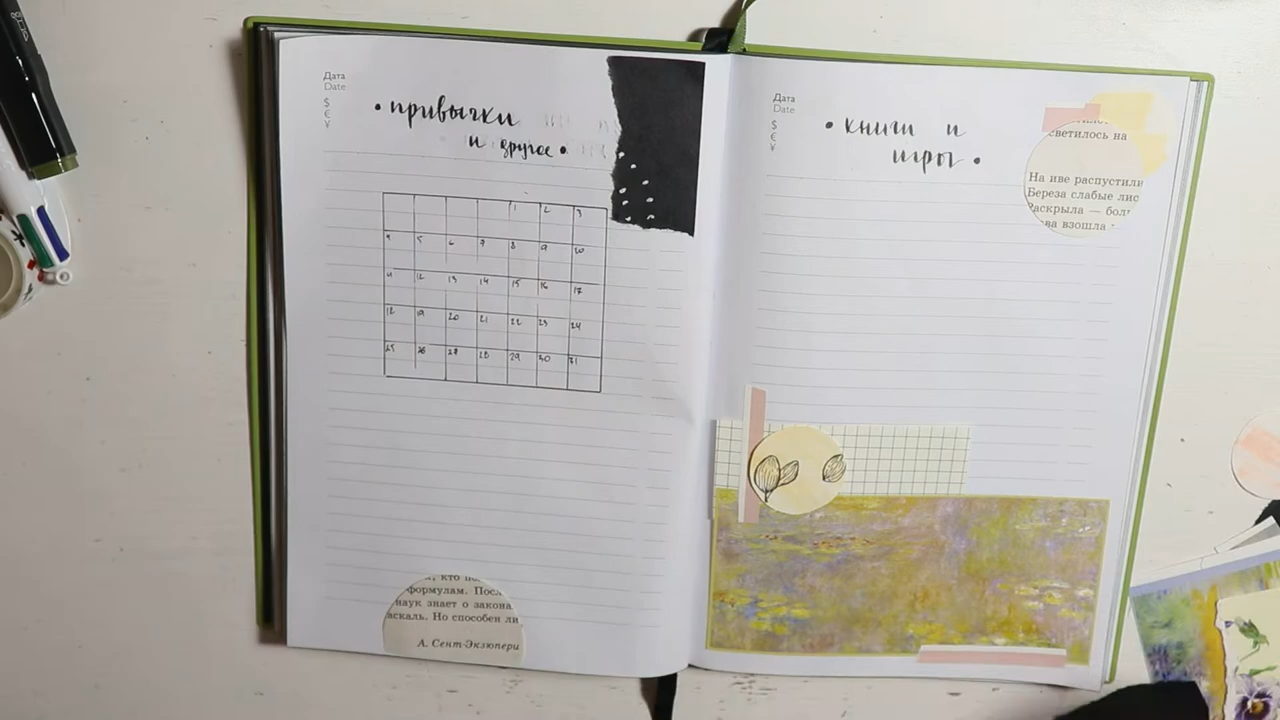 Дата
Date
$
€
¥
• привычки
и другое •
1 2 3
4 5 6 7 8 9 10
11 12 13 14 15 16 17
18 19 20 21 22 23 24
25 26 27 28 29 30 31
кто
формулам.
наук знает о закона
аскаль. Но способен ли
А. Сент-Экзюпери
Дата
Date
$
€
¥
• книги и
игры •
светилось на
На иве распустили
Береза слабые лис
Раскрыла —
ва взошла